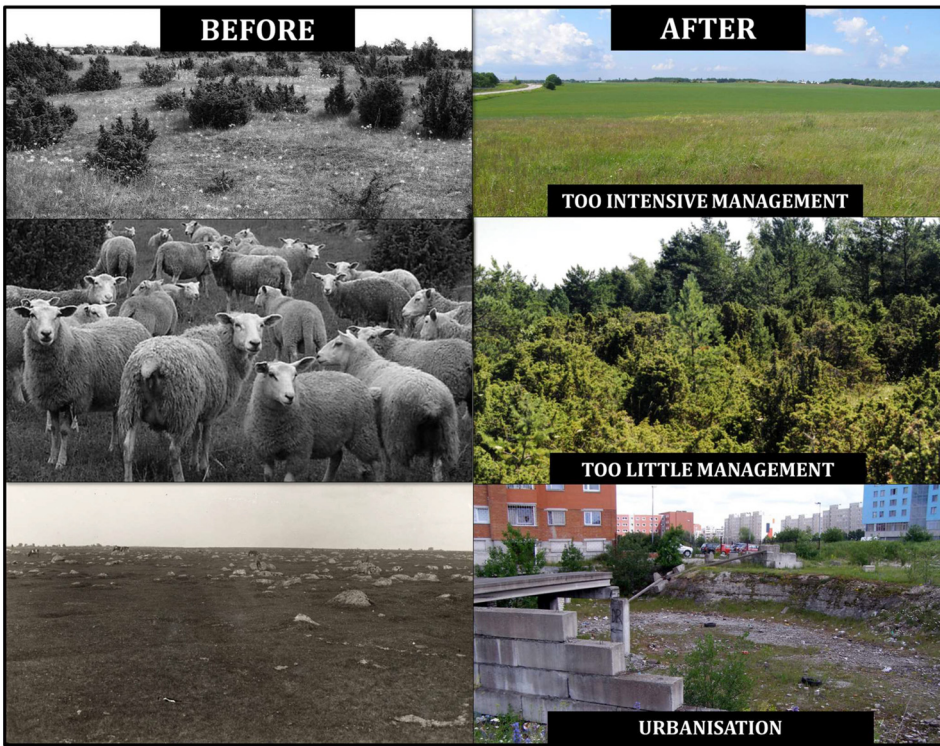 BEFORE
AFTER
TOO INTENSIVE MANAGEMENT
TOO LITTLE MANAGEMENT
URBANISATION